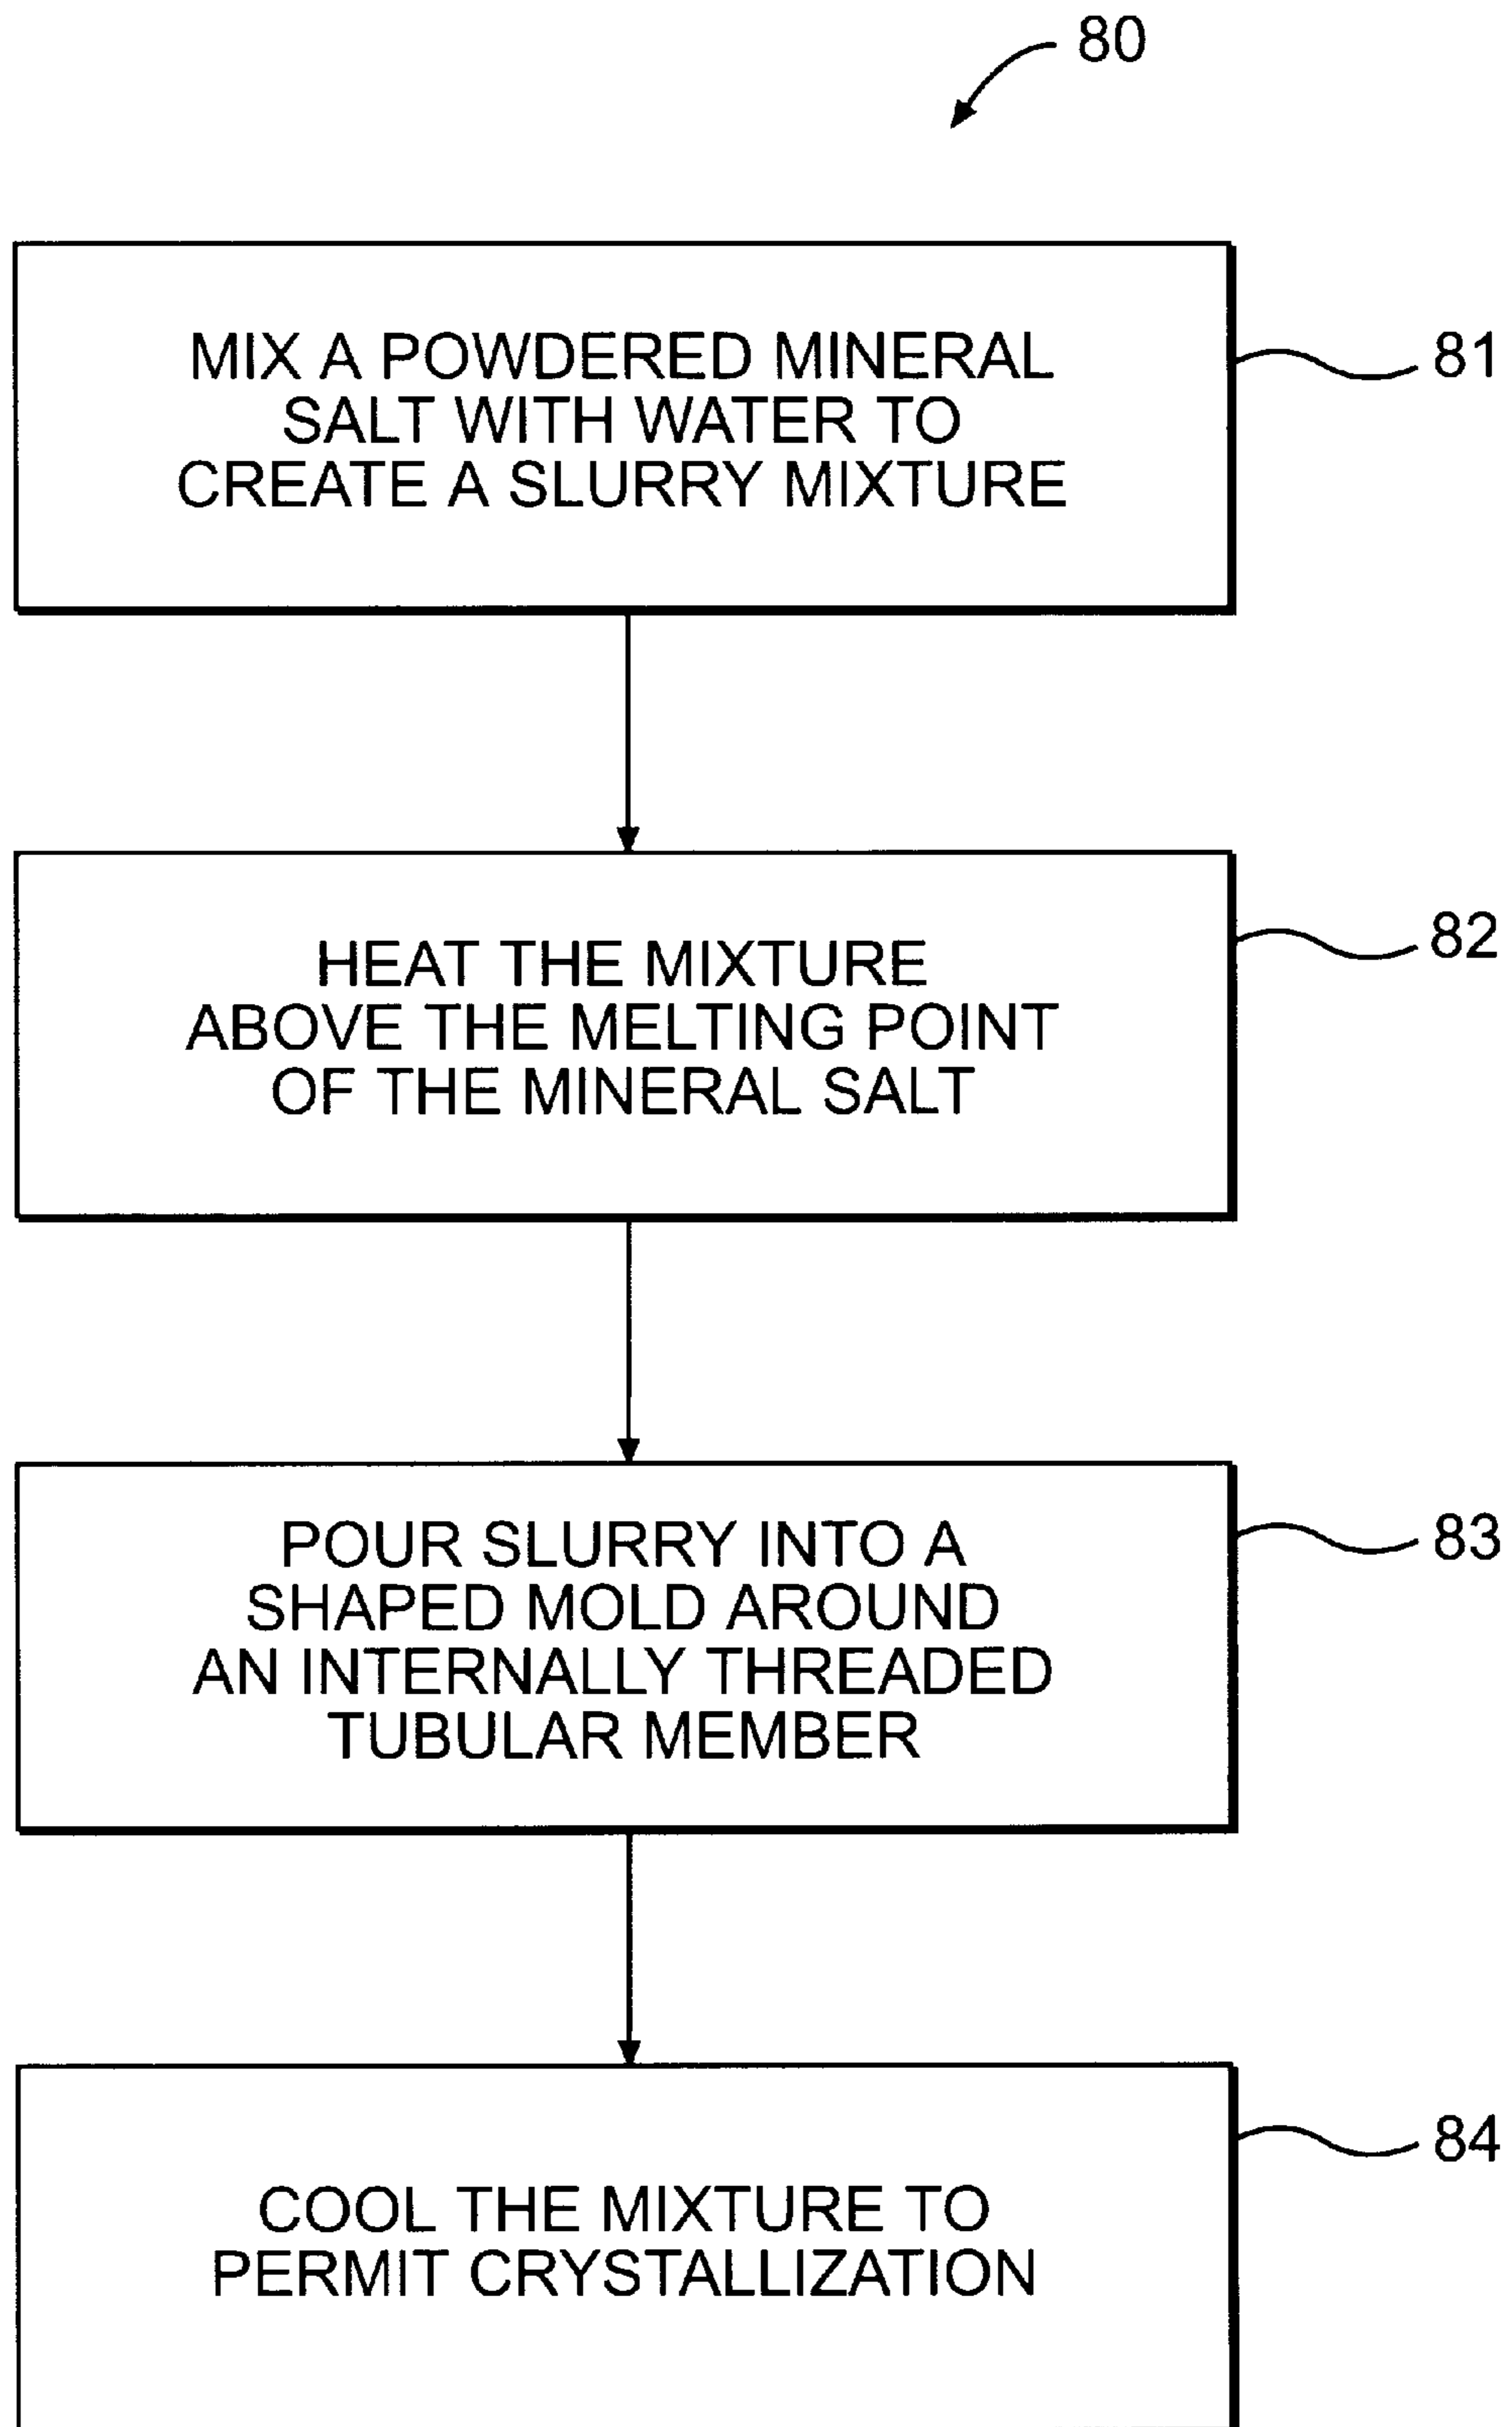 80
MIX A POWDERED MINERAL
SALT WITH WATER TO
CREATE A SLURRY MIXTURE
81
HEAT THE MIXTURE
ABOVE THE MELTING POINT
OF THE MINERAL SALT
82
POUR SLURRY INTO A
SHAPED MOLD AROUND
AN INTERNALLY THREADED
TUBULAR MEMBER
83
COOL THE MIXTURE TO
PERMIT CRYSTALLIZATION
84